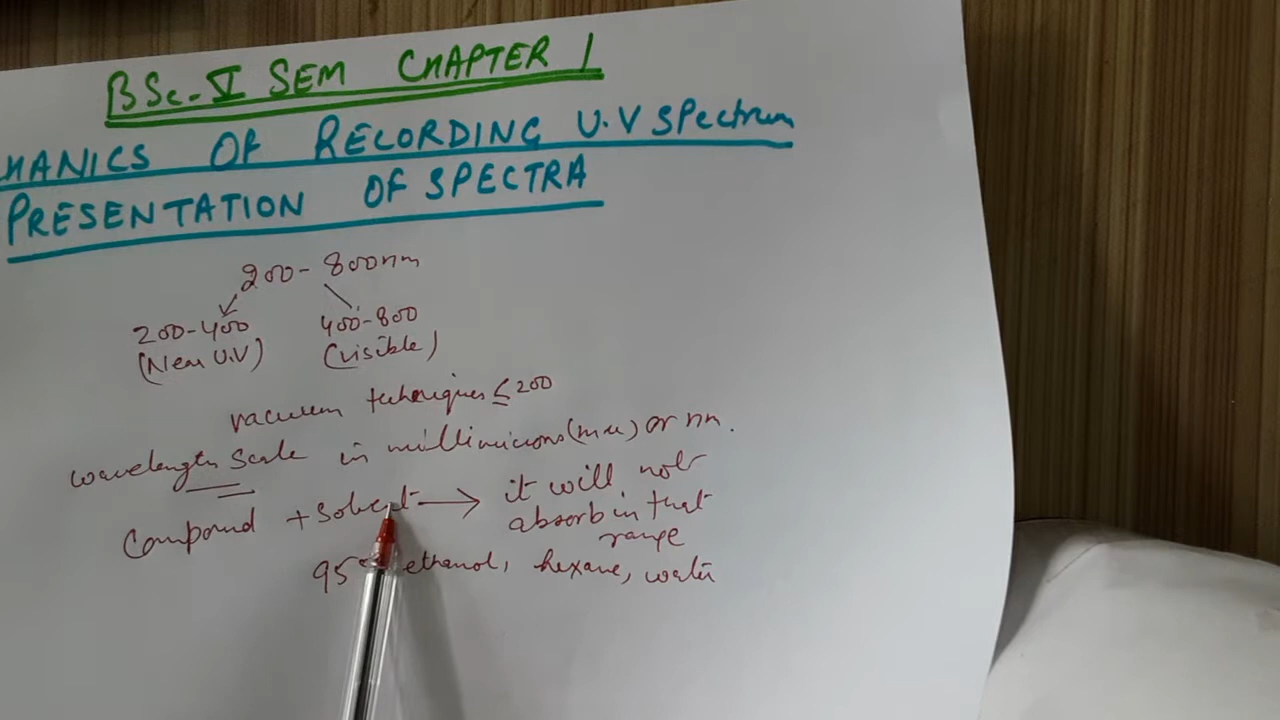 BSc-V SEM CHAPTER 1
HANICS OF RECORDING U.V SPectrum
PRESENTATION OF SPECTRA
200-800nm
200-400 400-800
(Near U.V) (visible)
vacuum techniques ≤200
wavelength scale in millimicrons(mμ) or nm.
Compound + Solvent → it will not
absorb in that
range
95% ethanol, hexane, water